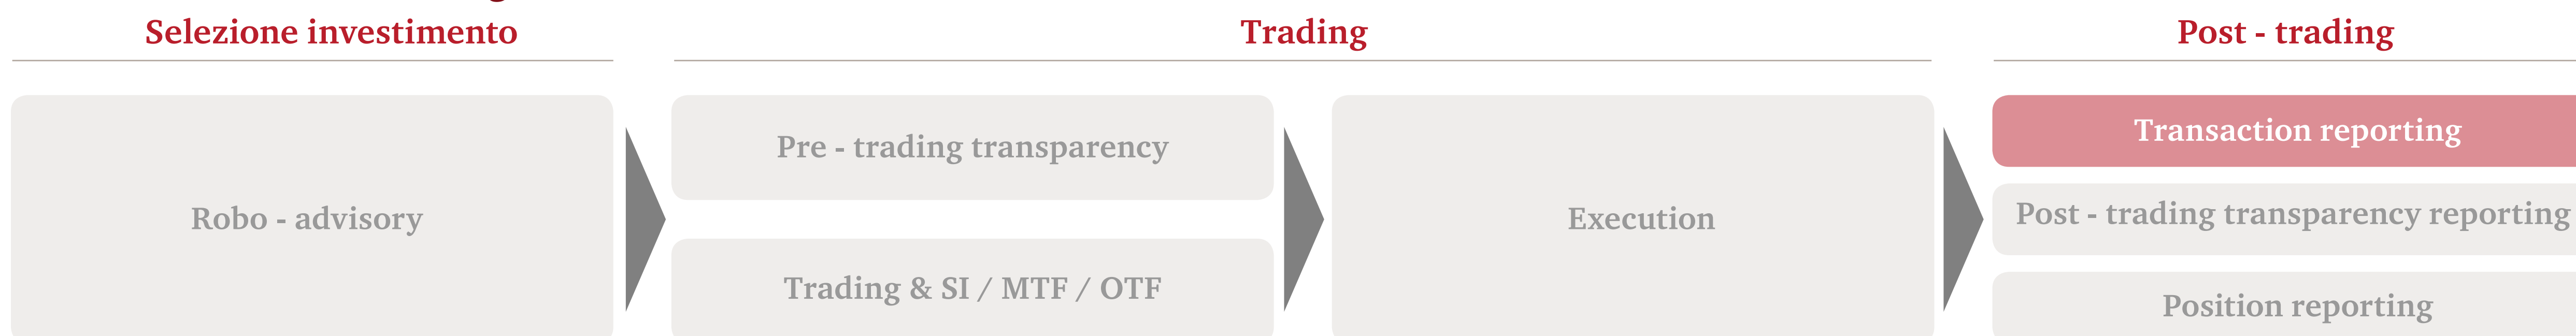 Selezione investimento
Trading
Post - trading
Robo - advisory
Pre - trading transparency
Trading & SI / MTF / OTF
Execution
Transaction reporting
Post - trading transparency reporting
Position reporting